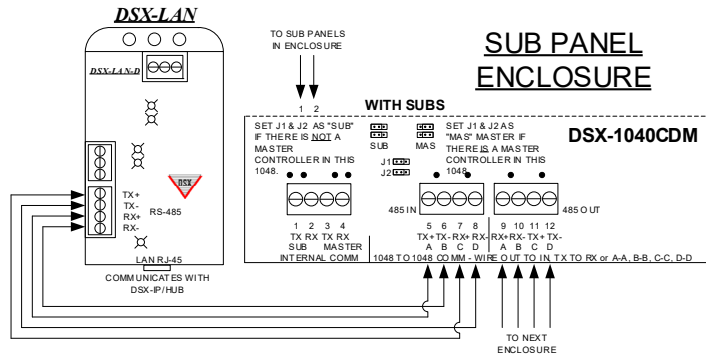 DSX-LAN
DSX-LAN-D
TX+
TX-
RX+
RX-
RS-485
DSX
LAN RJ-45
COMMUNICATES WITH
DSX-IP/HUB
TO SUB PANELS
IN ENCLOSURE
1 2
SUB PANEL
ENCLOSURE
WITH SUBS
DSX-1040CDM
SET J1 & J2 AS "SUB"
IF THERE IS NOT A
MASTER
CONTROLLER IN THIS
1048.
SUB
MAS
J1
J2
SET J1 & J2 AS
"MAS" MASTER IF
THERE IS A MASTER
CONTROLLER IN THIS
1048
485 IN
485 OUT
1 2 3 4
TX RX TX RX
SUB MASTER
INTERNAL COMM
5 6 7 8
TX+ TX- RX+ RX-
A B C D
9 10 11 12
RX+ RX- TX+ TX-
A B C D
1048 TO 1048 COMM - WIRE OUT TO IN, TX TO RX or A-A, B-B, C-C, D-D
TO NEXT
ENCLOSURE